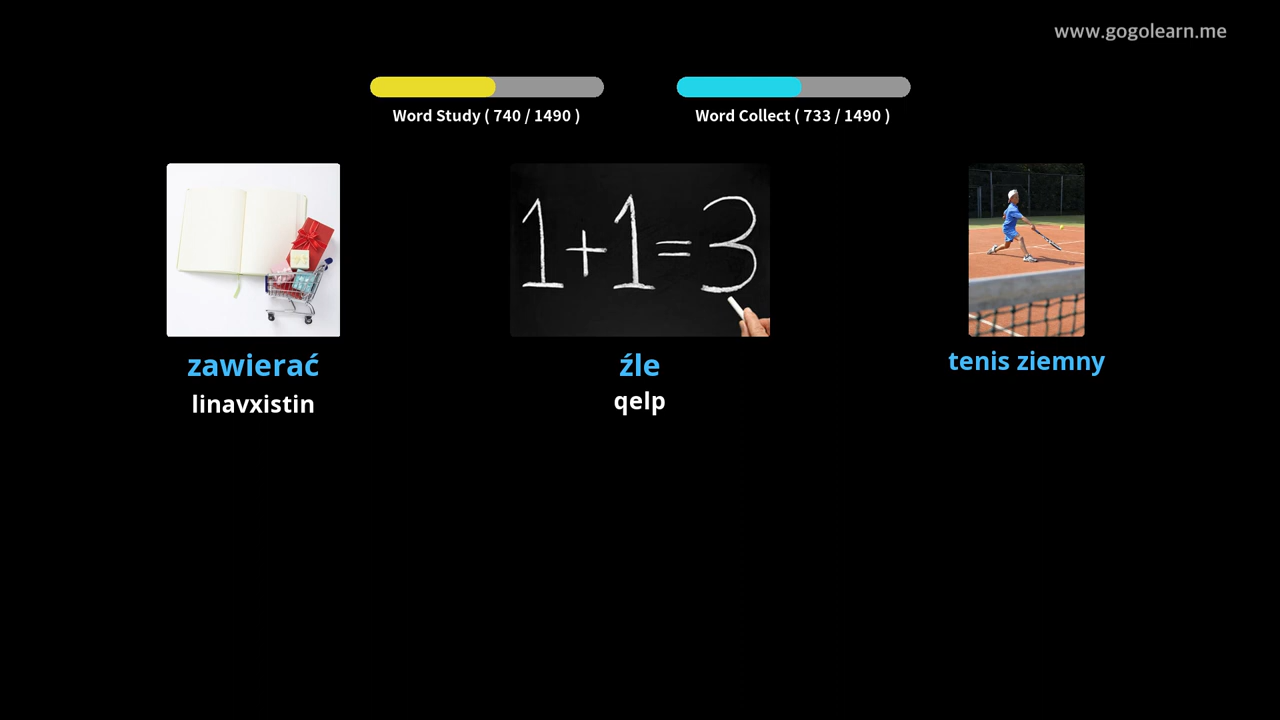 www.gogolearn.me
Word Study ( 740 / 1490 )
Word Collect ( 733 / 1490 )
1+1=3
zawierać
źle
tenis ziemny
linavxistin
qelp